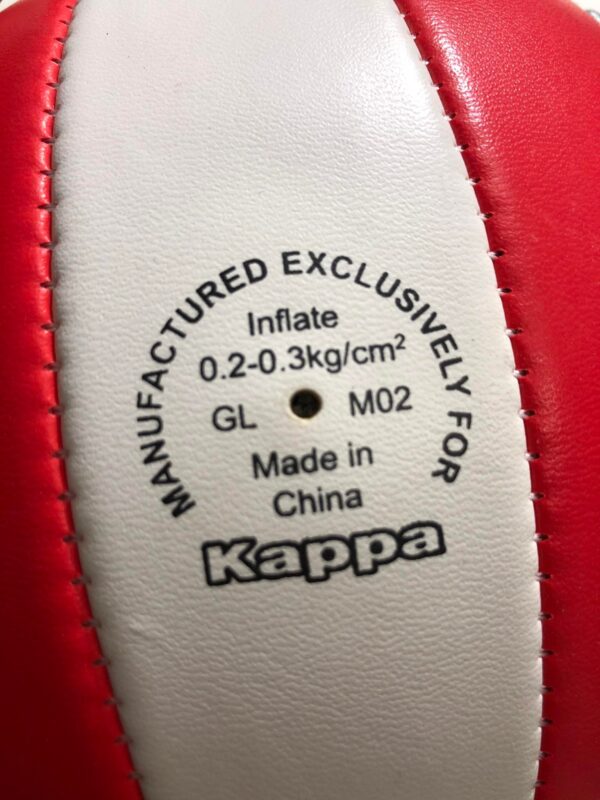 MANUFACTURED EXCLUSIVELY FOR
Inflate
0.2-0.3kg/cm²
GL M02
Made in
China
Kappa